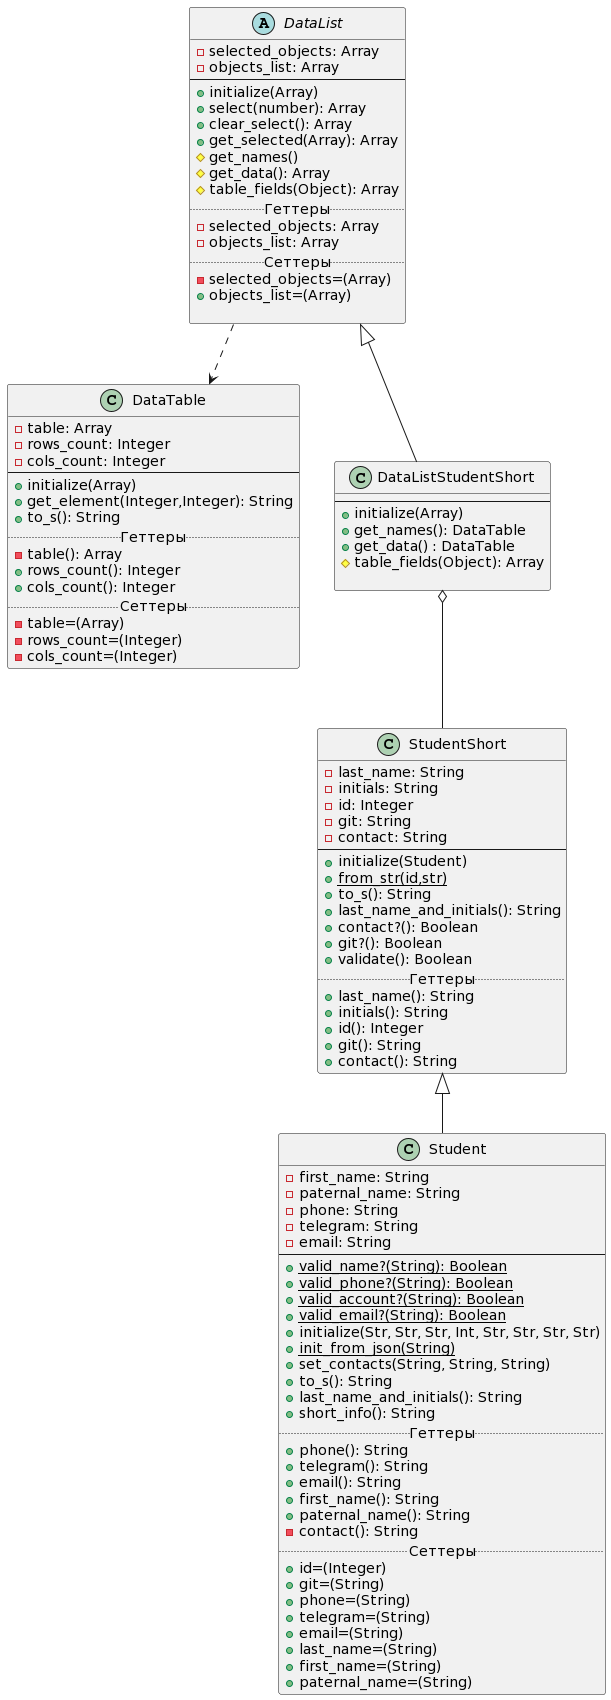 A DataList
selected_objects: Array
objects_list: Array
initialize(Array)
select(number): Array
clear_select(): Array
get_selected(Array): Array
get_names()
get_data(): Array
table_fields(Object): Array
Геттеры
selected_objects: Array
objects_list: Array
Сеттеры
selected_objects=(Array)
objects_list=(Array)
C DataTable
table: Array
rows_count: Integer
cols_count: Integer
initialize(Array)
get_element(Integer,Integer): String
to_s(): String
Геттеры
table(): Array
rows_count(): Integer
cols_count(): Integer
Сеттеры
table=(Array)
rows_count=(Integer)
cols_count=(Integer)
C DataListStudentShort
initialize(Array)
get_names(): DataTable
get_data() : DataTable
table_fields(Object): Array
C StudentShort
last_name: String
initials: String
id: Integer
git: String
contact: String
initialize(Student)
from_str(id,str)
to_s(): String
last_name_and_initials(): String
contact?(): Boolean
git?(): Boolean
validate(): Boolean
Геттеры
last_name(): String
initials(): String
id(): Integer
git(): String
contact(): String
C Student
first_name: String
paternal_name: String
phone: String
telegram: String
email: String
valid_name?(String): Boolean
valid_phone?(String): Boolean
valid_account?(String): Boolean
valid_email?(String): Boolean
initialize(Str, Str, Str, Int, Str, Str, Str, Str)
init_from_json(String)
set_contacts(String, String, String)
to_s(): String
last_name_and_initials(): String
short_info(): String
Геттеры
phone(): String
telegram(): String
email(): String
first_name(): String
paternal_name(): String
contact(): String
Сеттеры
id=(Integer)
git=(String)
phone=(String)
telegram=(String)
email=(String)
last_name=(String)
first_name=(String)
paternal_name=(String)